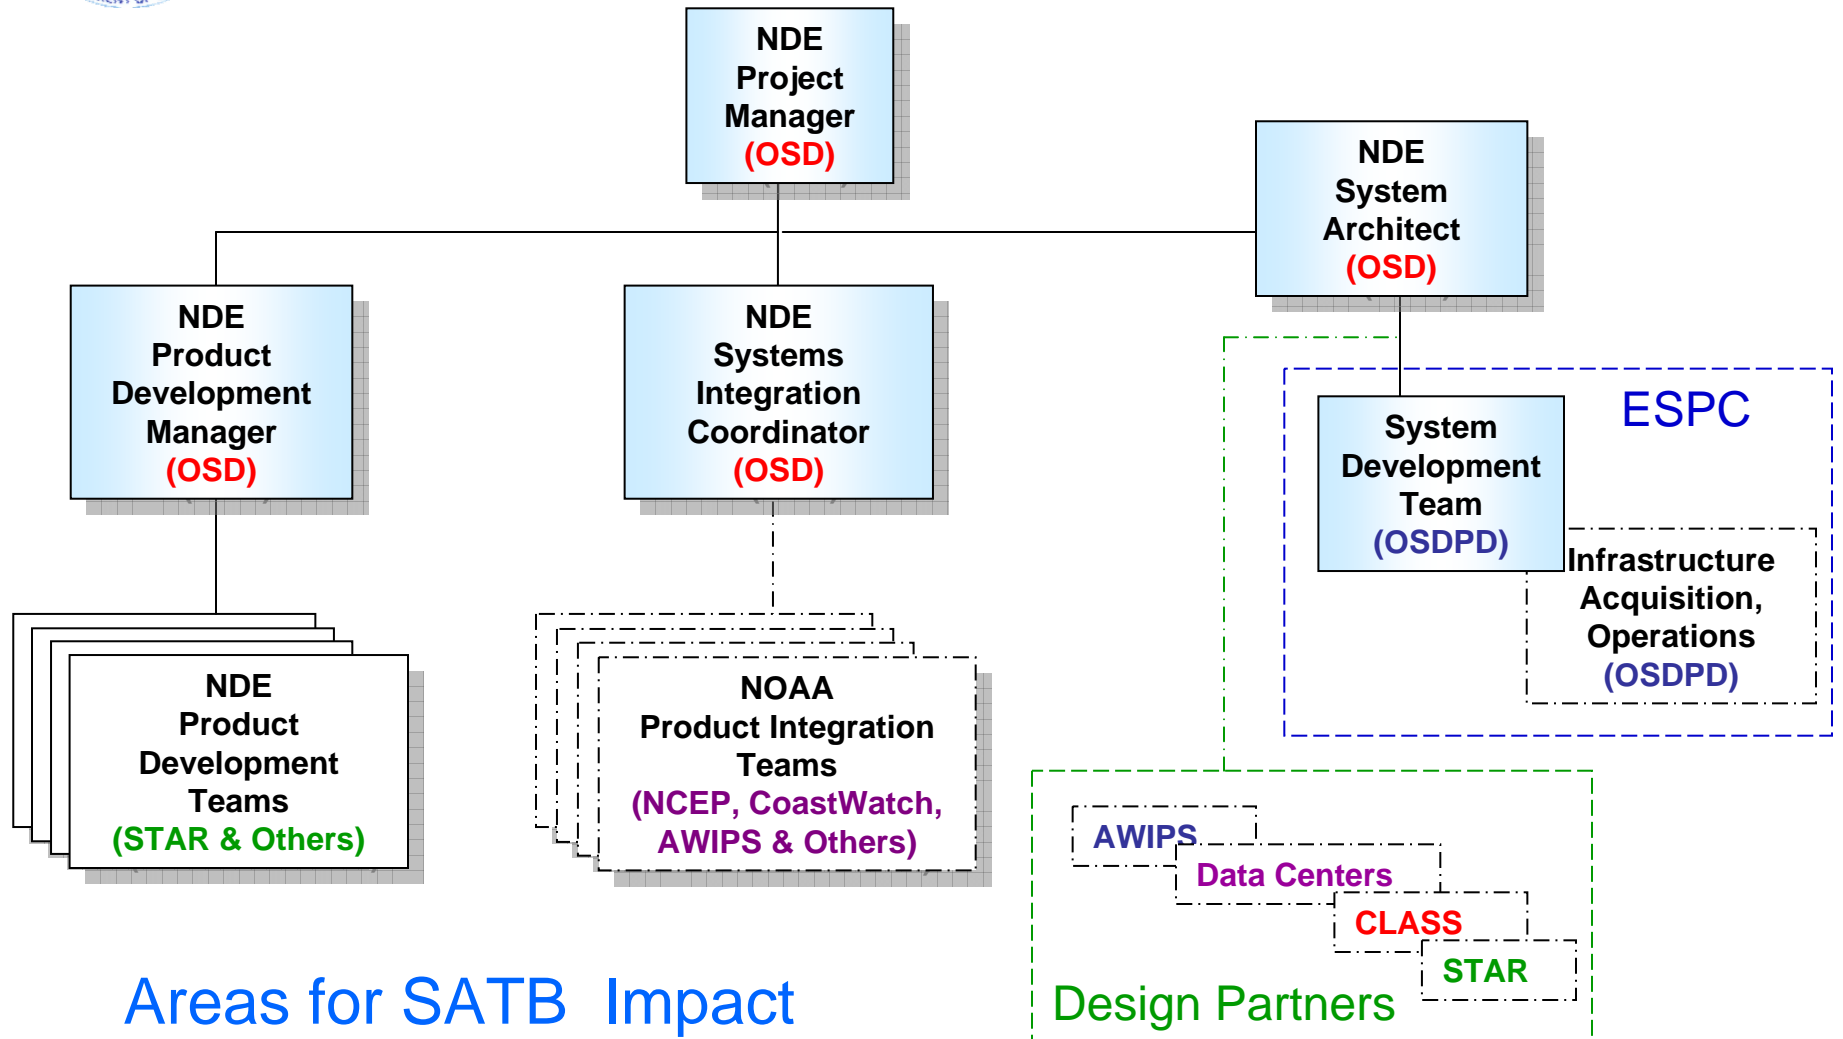 NDE
Project
Manager
(OSD)
NDE
System
Architect
(OSD)
NDE
Product
Development
Manager
(OSD)
NDE
Systems
Integration
Coordinator
(OSD)
ESPC
System
Development
Team
(OSDPD)
Infrastructure
Acquisition,
Operations
(OSDPD)
NDE
Product
Development
Teams
(STAR & Others)
NOAA
Product Integration
Teams
(NCEP, CoastWatch,
AWIPS & Others)
AWIPS
Data Centers
CLASS
STAR
Design Partners
Areas for SATB Impact